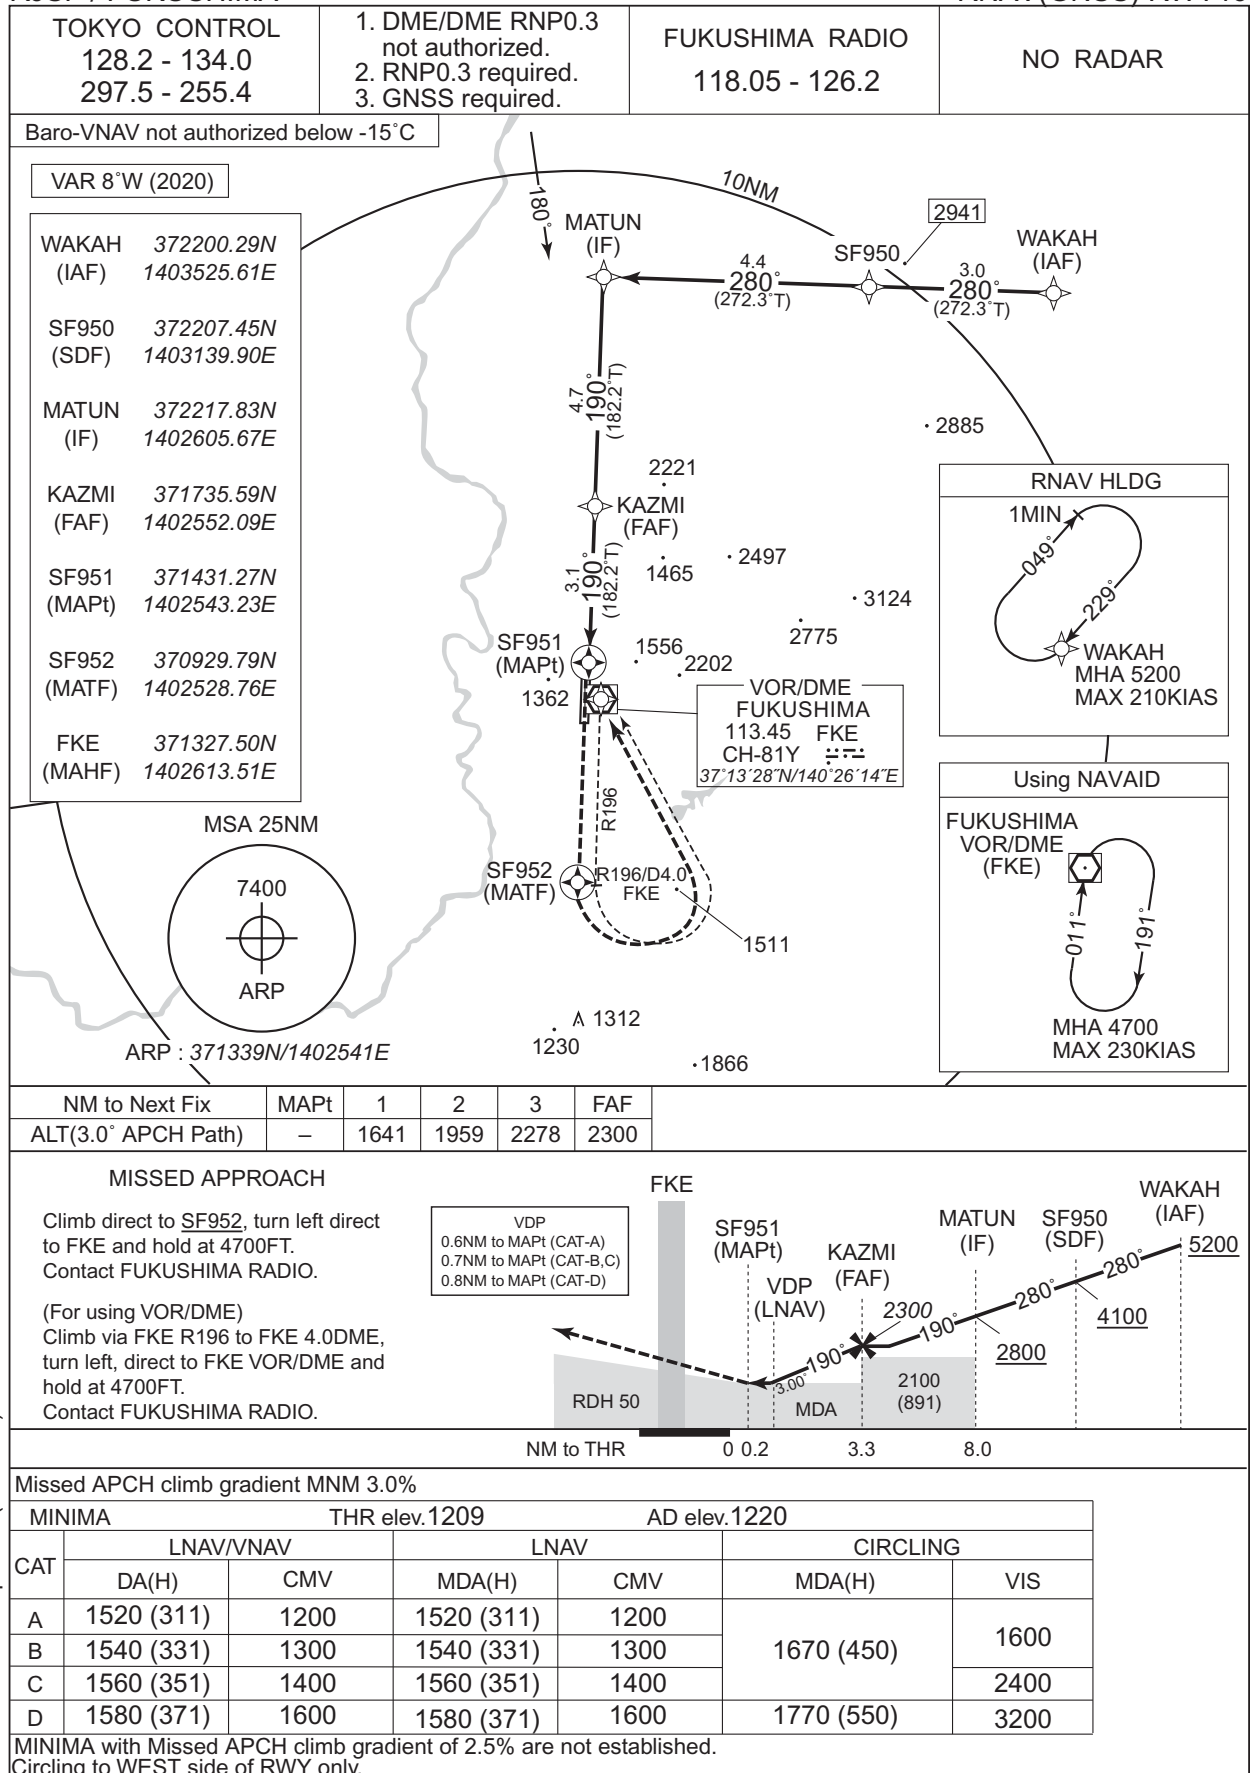 TOKYO CONTROL
128.2 - 134.0
297.5 - 255.4
1. DME/DME RNP0.3
not authorized.
2. RNP0.3 required.
3. GNSS required.
FUKUSHIMA RADIO
118.05 - 126.2
NO RADAR
Baro-VNAV not authorized below -15˚C
VAR 8˚W (2020)
WAKAH 372200.29N
(IAF) 1403525.61E
SF950 372207.45N
(SDF) 1403139.90E
MATUN 372217.83N
(IF) 1402605.67E
KAZMI 371735.59N
(FAF) 1402552.09E
SF951 371431.27N
(MAPt) 1402543.23E
SF952 370929.79N
(MATF) 1402528.76E
FKE 371327.50N
(MAHF) 1402613.51E
180˚
10NM
MATUN
(IF)
4.4
280˚
(272.3˚T)
SF950
2941
3.0
280˚
(272.3˚T)
WAKAH
(IAF)
4.7
190˚
(182.2˚T)
2885
2221
KAZMI
(FAF)
1465
2497
3.1
190˚
(182.2˚T)
3124
2775
SF951
(MAPt)
1556
2202
1362
VOR/DME
FUKUSHIMA
113.45 FKE
CH-81Y
37˚13´28˝N/140˚26´14˝E
R196
SF952
(MATF)
R196/D4.0
FKE
1511
1312
1230
1866
RNAV HLDG
1MIN
049˚
229˚
WAKAH
MHA 5200
MAX 210KIAS
Using NAVAID
FUKUSHIMA
VOR/DME
(FKE)
011˚
191˚
MHA 4700
MAX 230KIAS
MSA 25NM
7400
ARP
ARP : 371339N/1402541E
NM to Next Fix MAPt 1 2 3 FAF
ALT(3.0˚ APCH Path) – 1641 1959 2278 2300
MISSED APPROACH
Climb direct to SF952, turn left direct
to FKE and hold at 4700FT.
Contact FUKUSHIMA RADIO.
(For using VOR/DME)
Climb via FKE R196 to FKE 4.0DME,
turn left, direct to FKE VOR/DME and
hold at 4700FT.
Contact FUKUSHIMA RADIO.
VDP
0.6NM to MAPt (CAT-A)
0.7NM to MAPt (CAT-B,C)
0.8NM to MAPt (CAT-D)
FKE
SF951
(MAPt)
VDP
(LNAV)
KAZMI
(FAF)
MATUN
(IF)
SF950
(SDF)
WAKAH
(IAF)
5200
280˚
4100
280˚
2800
190˚
2300
190˚
3.00˚
RDH 50
MDA
2100
(891)
NM to THR 0 0.2 3.3 8.0
Missed APCH climb gradient MNM 3.0%
MINIMA THR elev.1209 AD elev.1220
CAT LNAV/VNAV LNAV CIRCLING
DA(H) CMV MDA(H) CMV MDA(H) VIS
A 1520 (311) 1200 1520 (311) 1200
B 1540 (331) 1300 1540 (331) 1300 1670 (450) 1600
C 1560 (351) 1400 1560 (351) 1400 2400
D 1580 (371) 1600 1580 (371) 1600 1770 (550) 3200
MINIMA with Missed APCH climb gradient of 2.5% are not established.
Circling to WEST side of RWY only.